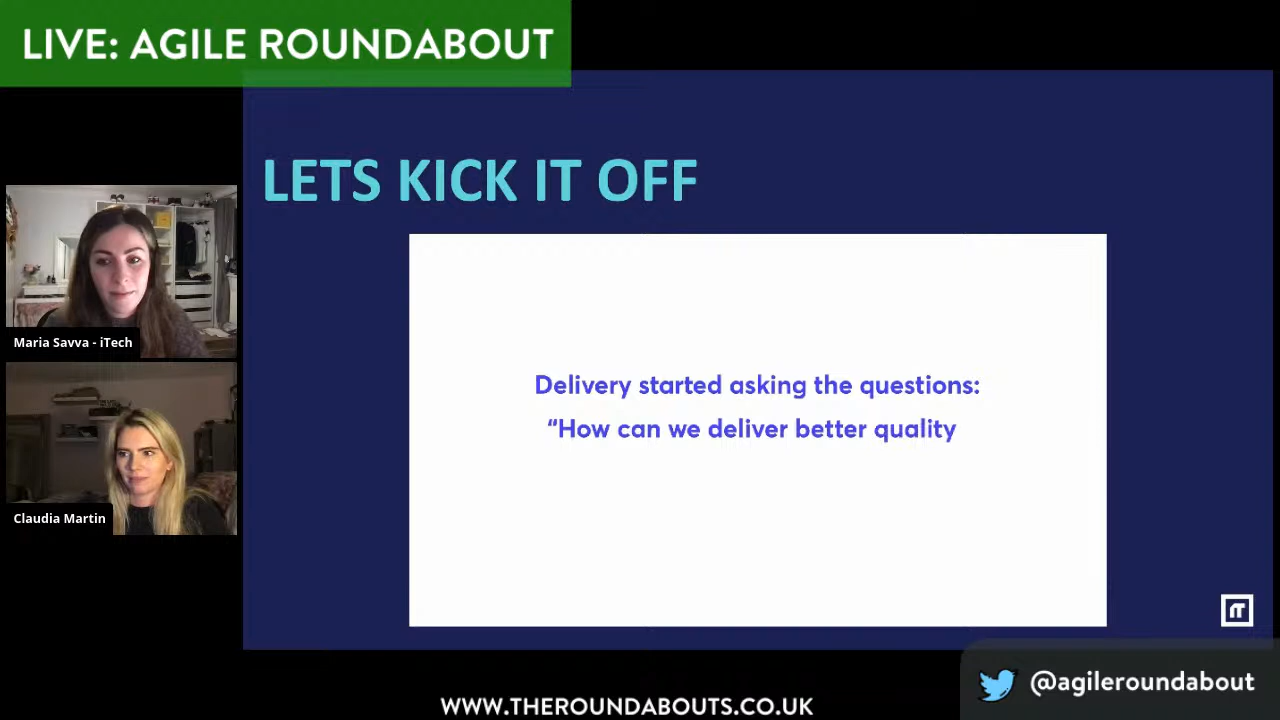 LIVE: AGILE ROUNDABOUT
LETS KICK IT OFF
Maria Savva - iTech
Delivery started asking the questions:
“How can we deliver better quality
Claudia Martin
iT
@agileroundabout
WWW.THEROUNDABOUTS.CO.UK